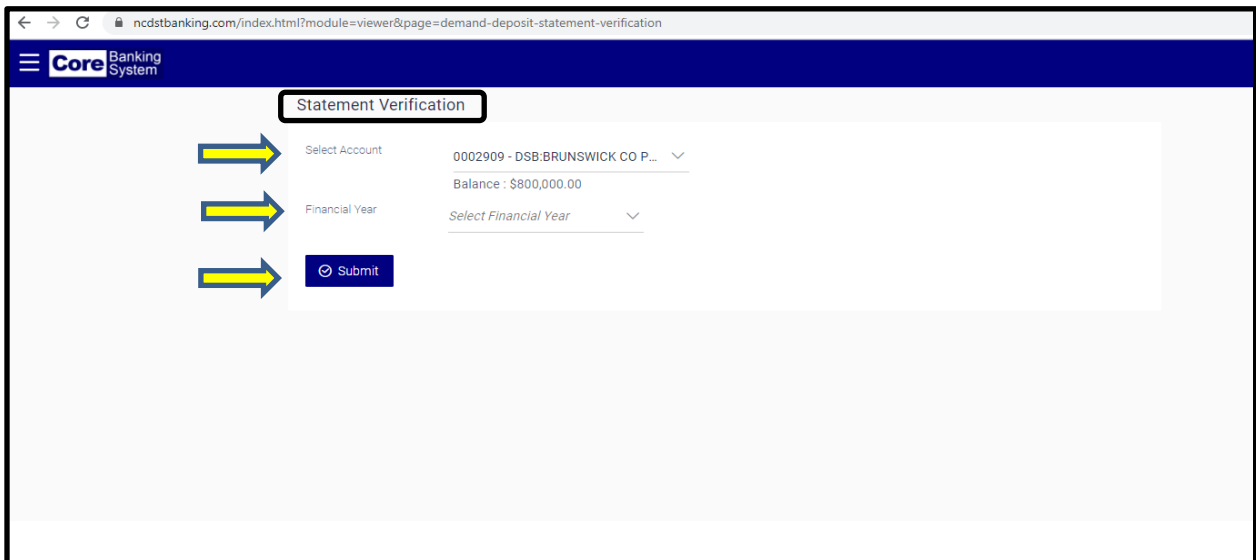 ncdstbanking.com/index.html?module=viewer&page=demand-deposit-statement-verification
Core Banking System
Statement Verification
Select Account
0002909 - DSB:BRUNSWICK CO P...
Balance : $800,000.00
Financial Year
Select Financial Year
Submit